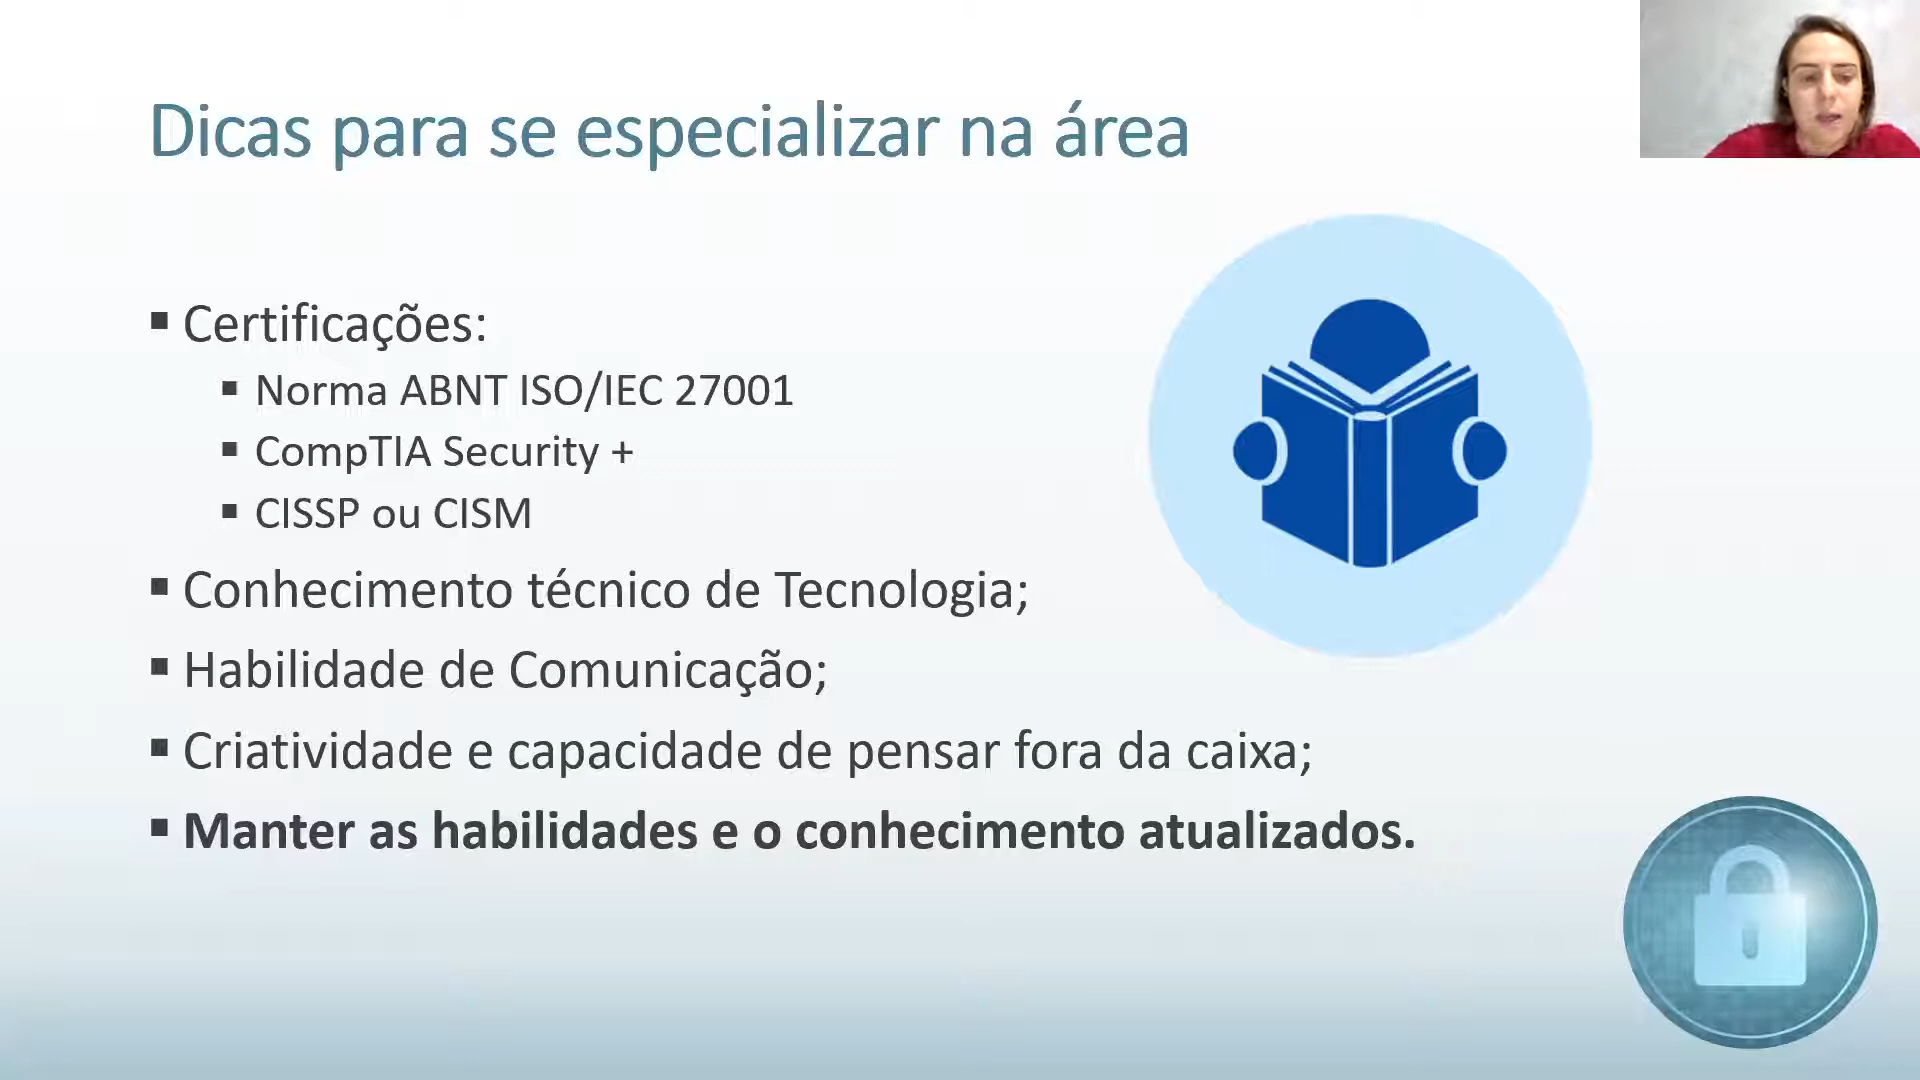 Dicas para se especializar na área
▪ Certificações:
▪ Norma ABNT ISO/IEC 27001
▪ CompTIA Security +
▪ CISSP ou CISM
▪ Conhecimento técnico de Tecnologia;
▪ Habilidade de Comunicação;
▪ Criatividade e capacidade de pensar fora da caixa;
▪ Manter as habilidades e o conhecimento atualizados.